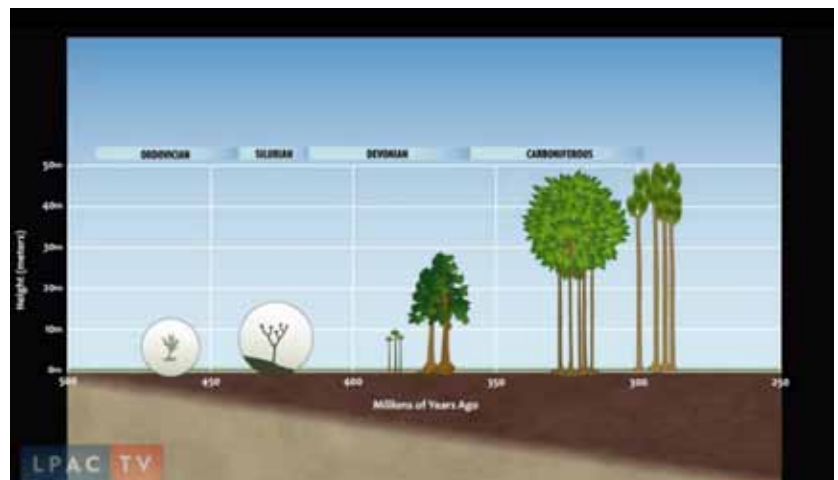 ORDOVICIAN SILURIAN DEVONIAN CARBONIFEROUS
50m
40m
30m
20m
10m
0m
Height (meters)
500 450 400 350 300 250
Millions of Years Ago
LPAC TV